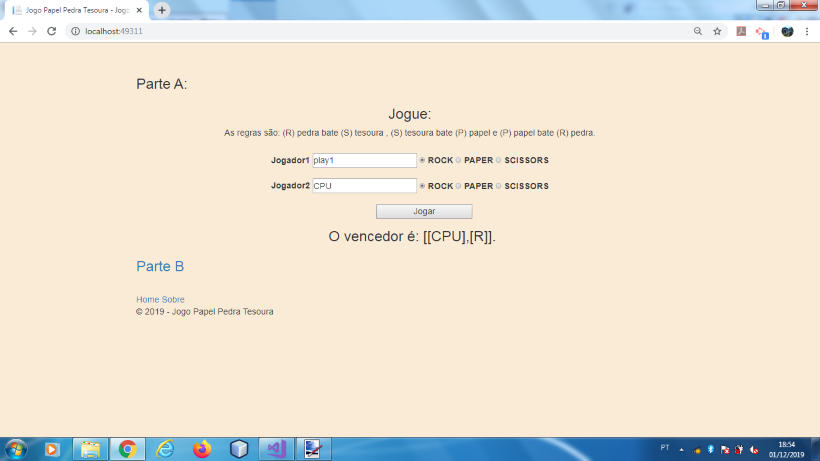 Jogo Papel Pedra Tesoura - Jogo
localhost:49311
Parte A:
Jogue:
As regras são: (R) pedra bate (S) tesoura , (S) tesoura bate (P) papel e (P) papel bate (R) pedra.
Jogador1 play1 ROCK PAPER SCISSORS
Jogador2 CPU ROCK PAPER SCISSORS
Jogar
O vencedor é: [[CPU],[R]].
Parte B
Home Sobre
© 2019 - Jogo Papel Pedra Tesoura
PT
18:54
01/12/2019